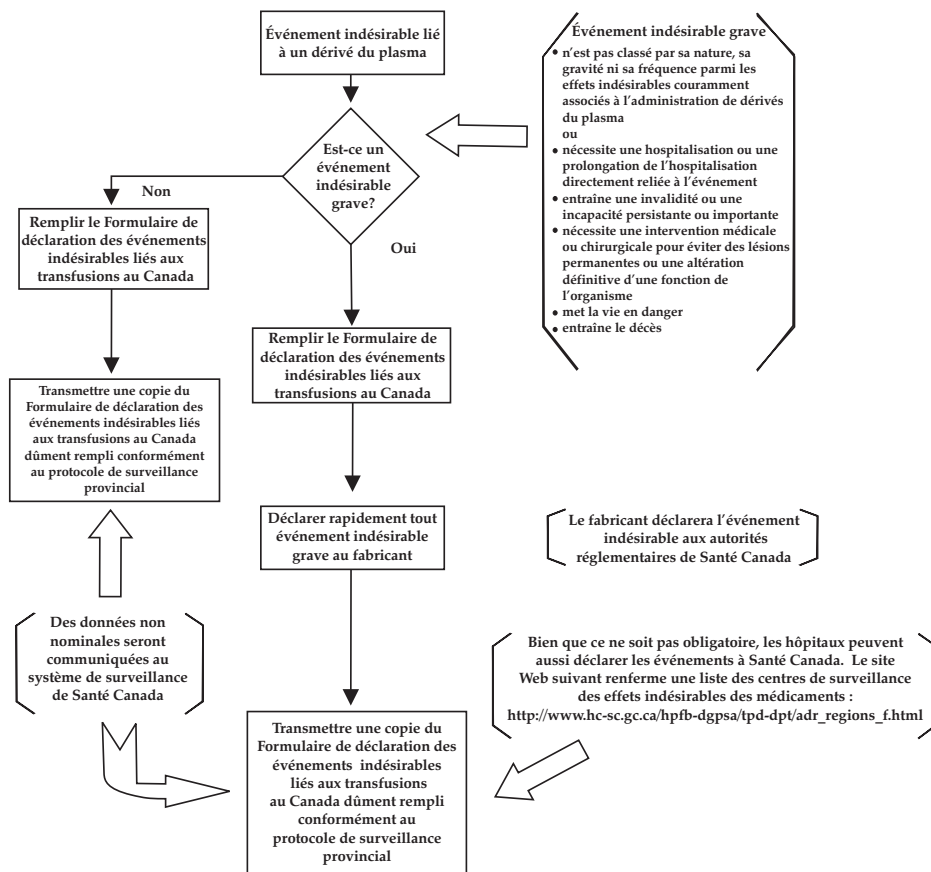 Événement indésirable lié
à un dérivé du plasma
Événement indésirable grave
• n'est pas classé par sa nature, sa
gravité ni sa fréquence parmi les
effets indésirables couramment
associés à l'administration de dérivés
du plasma
ou
• nécessite une hospitalisation ou une
prolongation de l'hospitalisation
directement reliée à l'événement
• entraîne une invalidité ou une
incapacité persistante ou importante
• nécessite une intervention médicale
ou chirurgicale pour éviter des lésions
permanentes ou une altération
définitive d'une fonction de
l'organisme
• met la vie en danger
• entraîne le décès
Est-ce un
événement
indésirable
grave?
Non
Oui
Remplir le Formulaire de
déclaration des événements
indésirables liés aux
transfusions au Canada
Remplir le Formulaire de
déclaration des événements
indésirables liés aux
transfusions au Canada
Transmettre une copie du
Formulaire de déclaration des
événements indésirables liés
aux transfusions au Canada
dûment rempli conformément
au protocole de surveillance
provincial
Déclarer rapidement tout
événement indésirable
grave au fabricant
Le fabricant déclarera l'événement
indésirable aux autorités
réglementaires de Santé Canada
Des données non
nominales seront
communiquées au
système de surveillance
de Santé Canada
Bien que ce ne soit pas obligatoire, les hôpitaux peuvent
aussi déclarer les événements à Santé Canada. Le site
Web suivant renferme une liste des centres de surveillance
des effets indésirables des médicaments :
http://www.hc-sc.gc.ca/hpfb-dgpsa/tpd-dpt/adr_regions_f.html
Transmettre une copie du
Formulaire de déclaration des
événements indésirables
liés aux transfusions
au Canada dûment rempli
conformément au
protocole de surveillance
provincial